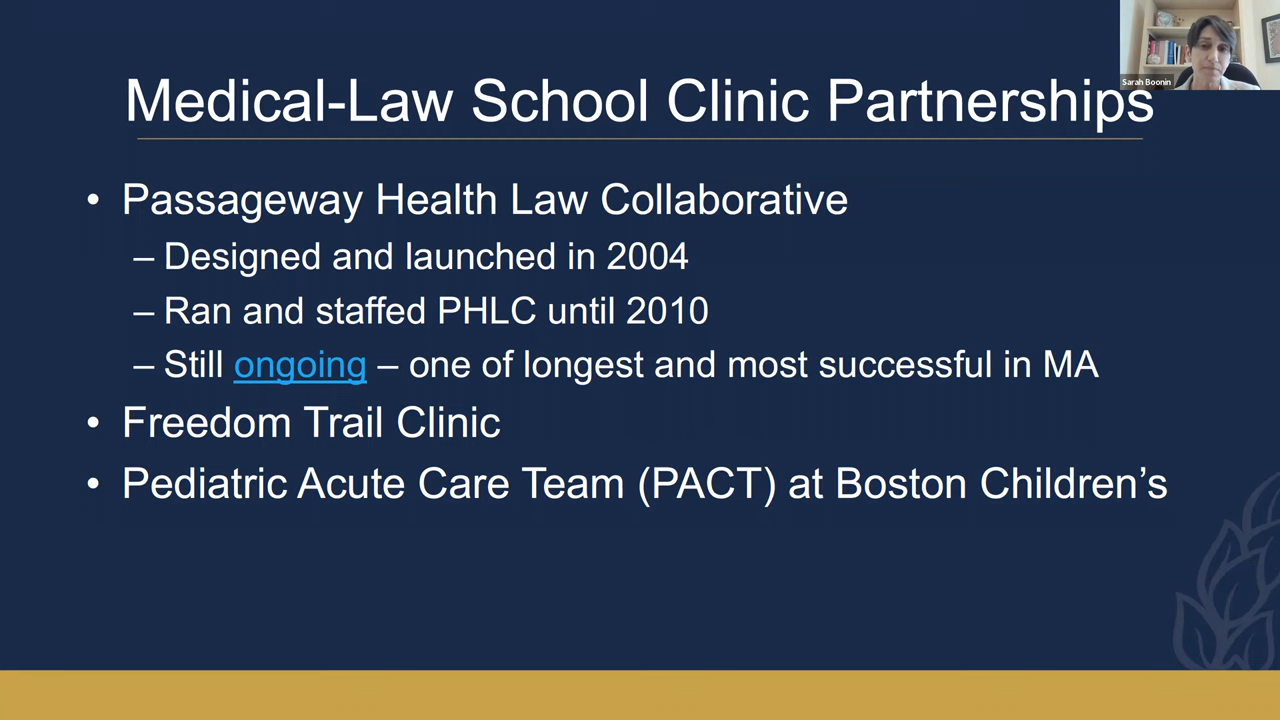 Sarah Boonin
Medical-Law School Clinic Partnerships
• Passageway Health Law Collaborative
– Designed and launched in 2004
– Ran and staffed PHLC until 2010
– Still ongoing – one of longest and most successful in MA
• Freedom Trail Clinic
• Pediatric Acute Care Team (PACT) at Boston Children’s